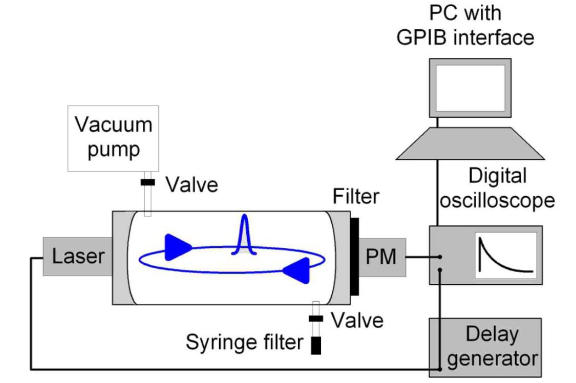 PC with
GPIB interface
Vacuum
pump
Valve
Filter
Digital
oscilloscope
Laser
PM
Valve
Syringe filter
Delay
generator